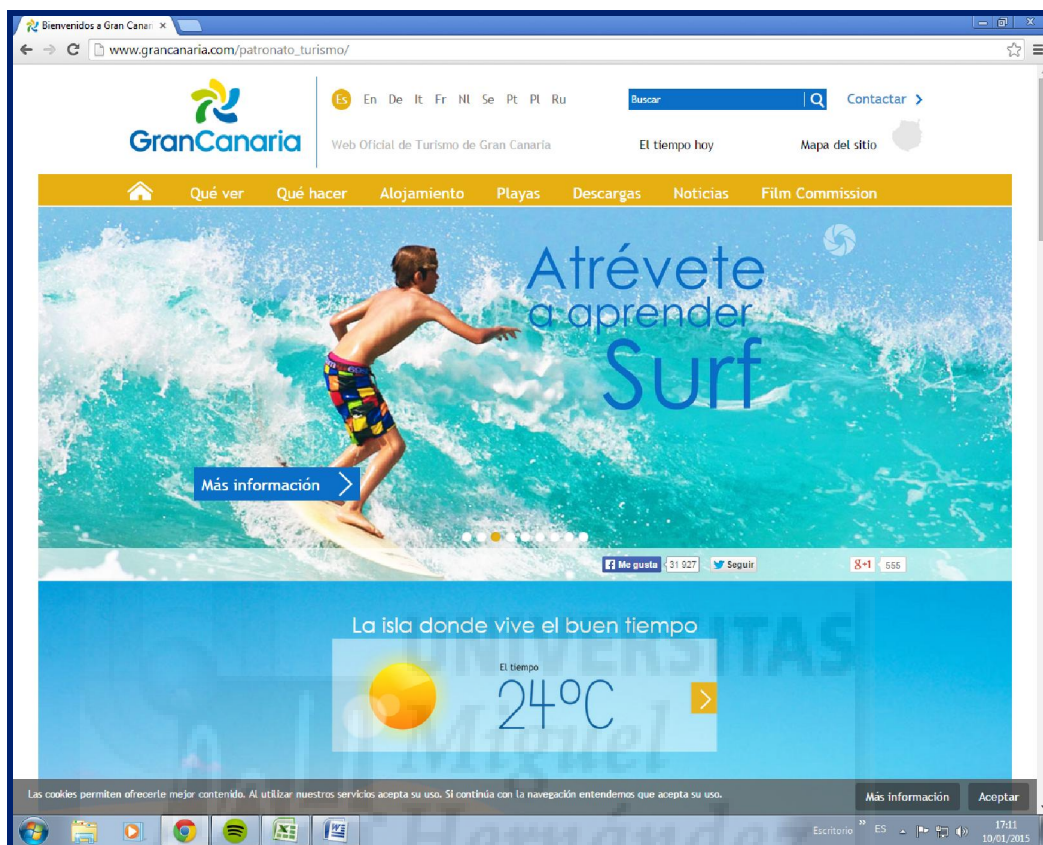 Bienvenidos a Gran Canari
www.grancanaria.com/patronato_turismo/
GranCanaria
Es En De It Fr Nl Se Pt Pl Ru
Buscar
Contactar
Web Oficial de Turismo de Gran Canaria
El tiempo hoy
Mapa del sitio
Qué ver Qué hacer Alojamiento Playas Descargas Noticias Film Commission
Atrévete
a aprender
Surf
Más información
Me gusta 31 927 Seguir g+1 555
La isla donde vive el buen tiempo
UNIVERSITAS
El tiempo
24ºC
Miguel
Las cookies permiten ofrecerle mejor contenido. Al utilizar nuestros servicios acepta su uso. Si continúa con la navegación entendemos que acepta su uso.
Más información Aceptar
Hernández
Escritorio » ES 17:11
10/01/2015